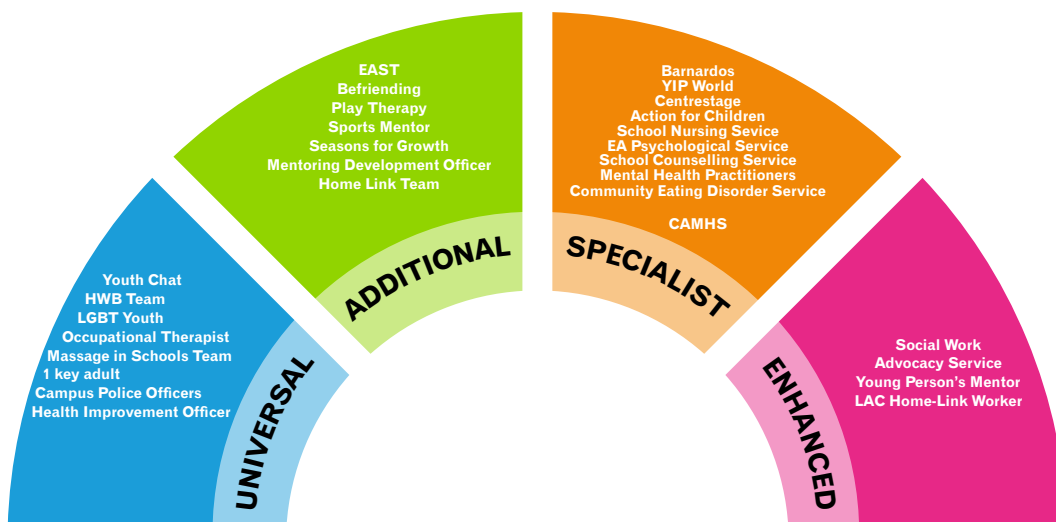 EAST
Befriending
Play Therapy
Sports Mentor
Seasons for Growth
Mentoring Development Officer
Home Link Team
ADDITIONAL
Barnardos
YIP World
Centrestage
Action for Children
School Nursing Sevice
EA Psychological Service
School Counselling Service
Mental Health Practitioners
Community Eating Disorder Service
CAMHS
SPECIALIST
Youth Chat
HWB Team
LGBT Youth
Occupational Therapist
Massage in Schools Team
1 key adult
Campus Police Officers
Health Improvement Officer
UNIVERSAL
Social Work
Advocacy Service
Young Person's Mentor
LAC Home-Link Worker
ENHANCED